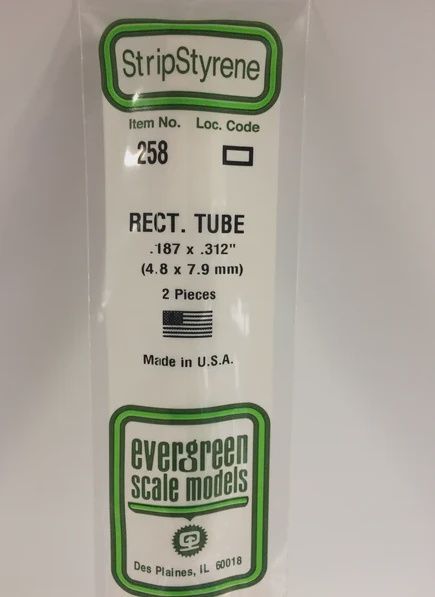 StripStyrene
Item No. Loc. Code
258
RECT. TUBE
.187 x .312"
(4.8 x 7.9 mm)
2 Pieces
Made in U.S.A.
evergreen
scale models
Des Plaines, IL 60018